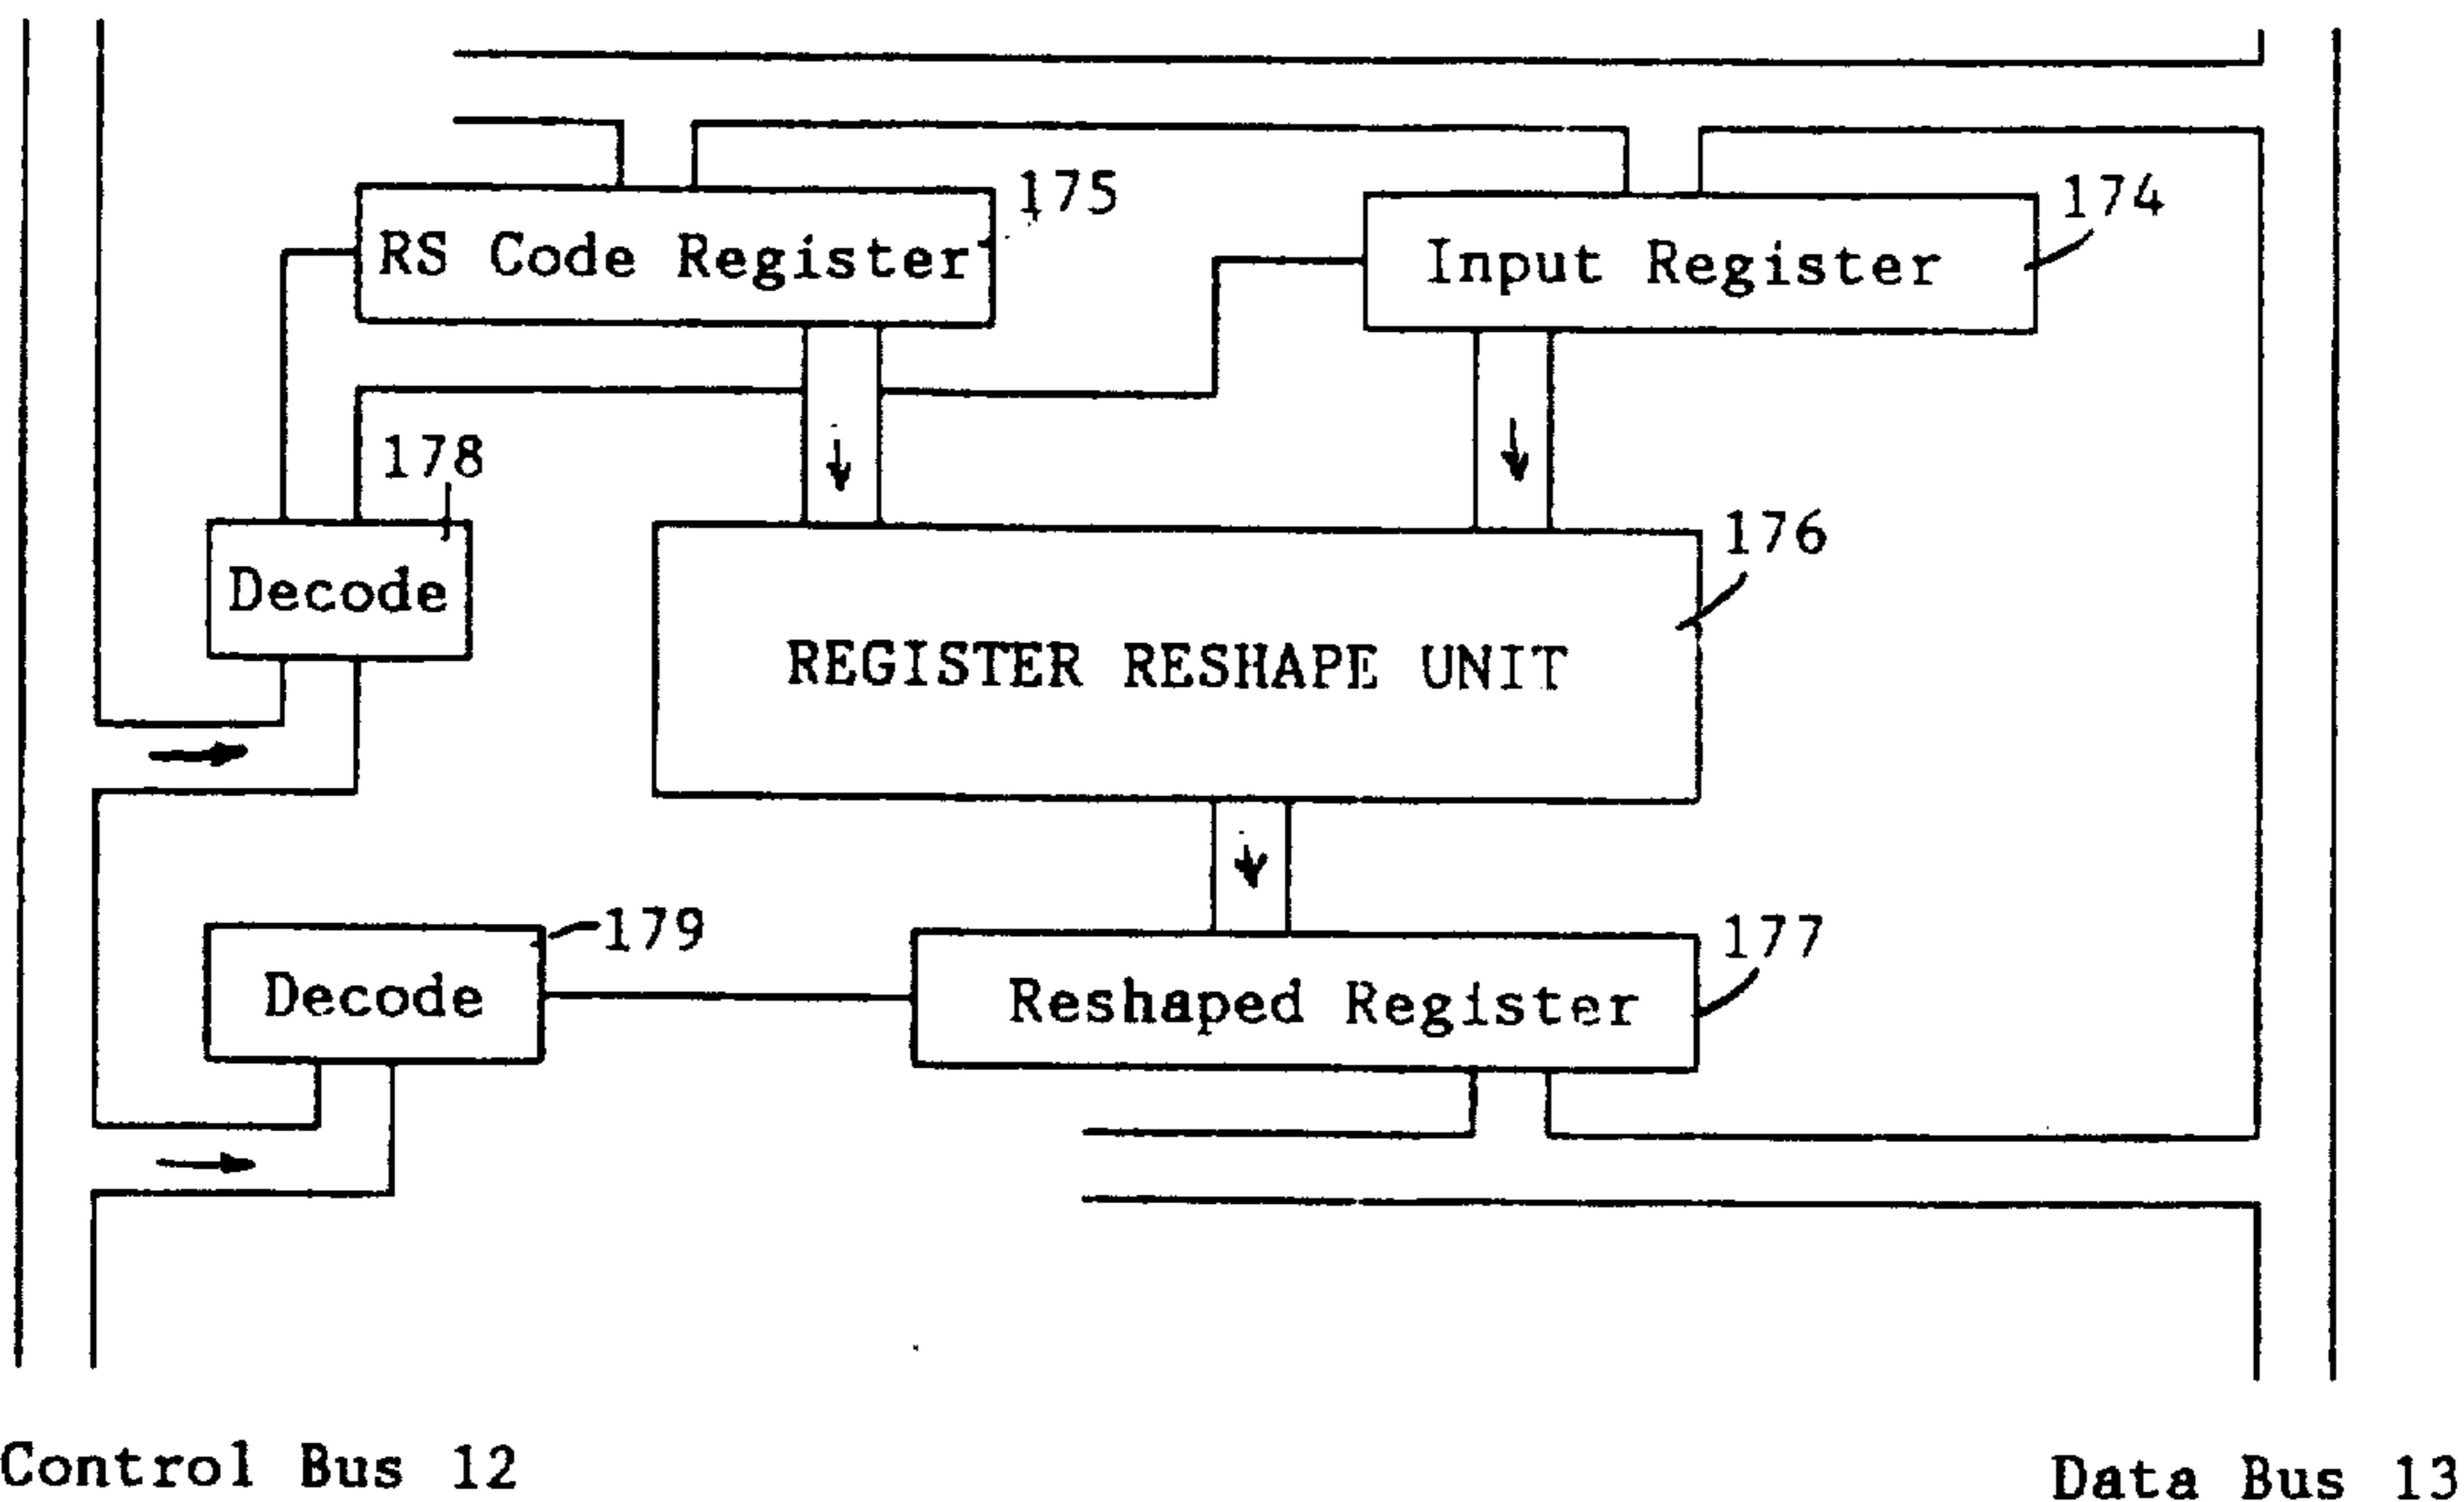 175
174
RS Code Register
Input Register
178
176
Decode
REGISTER RESHAPE UNIT
179
177
Decode
Reshaped Register
Control Bus 12
Data Bus 13